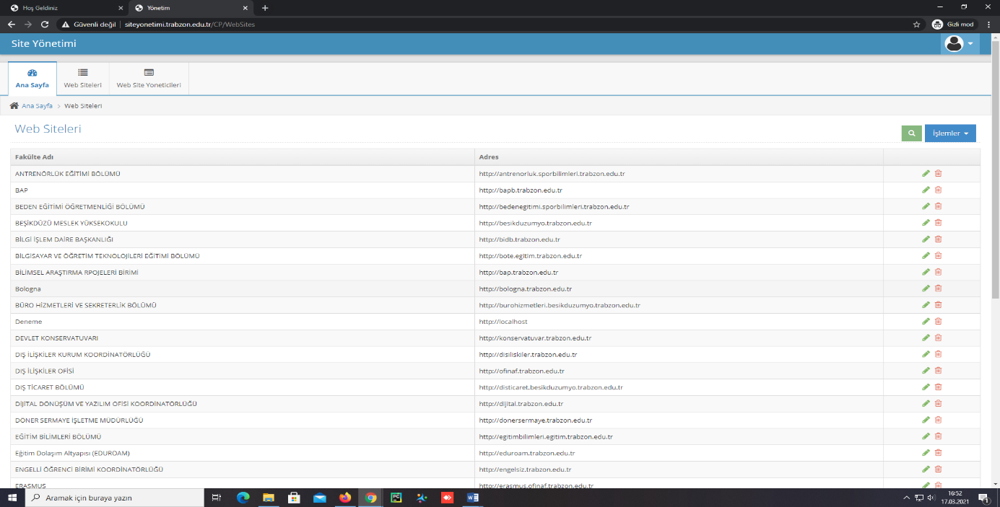 Hoş Geldiniz
Yönetim
Güvenli değil siteyonetimi.trabzon.edu.tr/CP/WebSites
Gizli mod
Site Yönetimi
Ana Sayfa
Web Siteleri
Web Site Yoneticileri
Ana Sayfa > Web Siteleri
Web Siteleri
İşlemler
Fakülte Adı Adres
ANTRENÖRLÜK EĞİTİMİ BÖLÜMÜ http://antrenorluk.sporbilimleri.trabzon.edu.tr
BAP http://bapb.trabzon.edu.tr
BEDEN EĞİTİMİ ÖĞRETMENLİĞİ BÖLÜMÜ http://bedenegitimi.sporbilimleri.trabzon.edu.tr
BEŞİKDÜZÜ MESLEK YÜKSEKOKULU http://besikduzumyo.trabzon.edu.tr
BİLGİ İŞLEM DAİRE BAŞKANLIĞI http://bidb.trabzon.edu.tr
BİLGİSAYAR VE ÖĞRETİM TEKNOLOJİLERİ EĞİTİMİ BÖLÜMÜ http://bote.egitim.trabzon.edu.tr
BİLİMSEL ARAŞTIRMA RPOJELERİ BİRİMİ http://bap.trabzon.edu.tr
Bologna http://bologna.trabzon.edu.tr
BÜRO HİZMETLERİ VE SEKRETERLİK BÖLÜMÜ http://burohizmetleri.besikduzumyo.trabzon.edu.tr
Deneme http://localhost
DEVLET KONSERVATUVARI http://konservatuvar.trabzon.edu.tr
DIŞ İLİŞKİLER KURUM KOORDİNATÖRLÜĞÜ http://disiliskiler.trabzon.edu.tr
DIŞ İLİŞKİLER OFİSİ http://ofinaf.trabzon.edu.tr
DIŞ TİCARET BÖLÜMÜ http://disticaret.besikduzumyo.trabzon.edu.tr
DİJİTAL DÖNÜŞÜM VE YAZILIM OFİSİ KOORDİNATÖRLÜĞÜ http://dijital.trabzon.edu.tr
DÖNER SERMAYE İŞLETME MÜDÜRLÜĞÜ http://donersermaye.trabzon.edu.tr
EĞİTİM BİLİMLERİ BÖLÜMÜ http://egitimbilimleri.egitim.trabzon.edu.tr
Eğitim Dolaşım Altyapısı (EDUROAM) http://eduroam.trabzon.edu.tr
ENGELLİ ÖĞRENCİ BİRİMİ KOORDİNATÖRLÜĞÜ http://engelsiz.trabzon.edu.tr
ERASMUS http://erasmus.ofinaf.trabzon.edu.tr
Aramak için buraya yazın
PC
W
16:52
17.03.2021
1